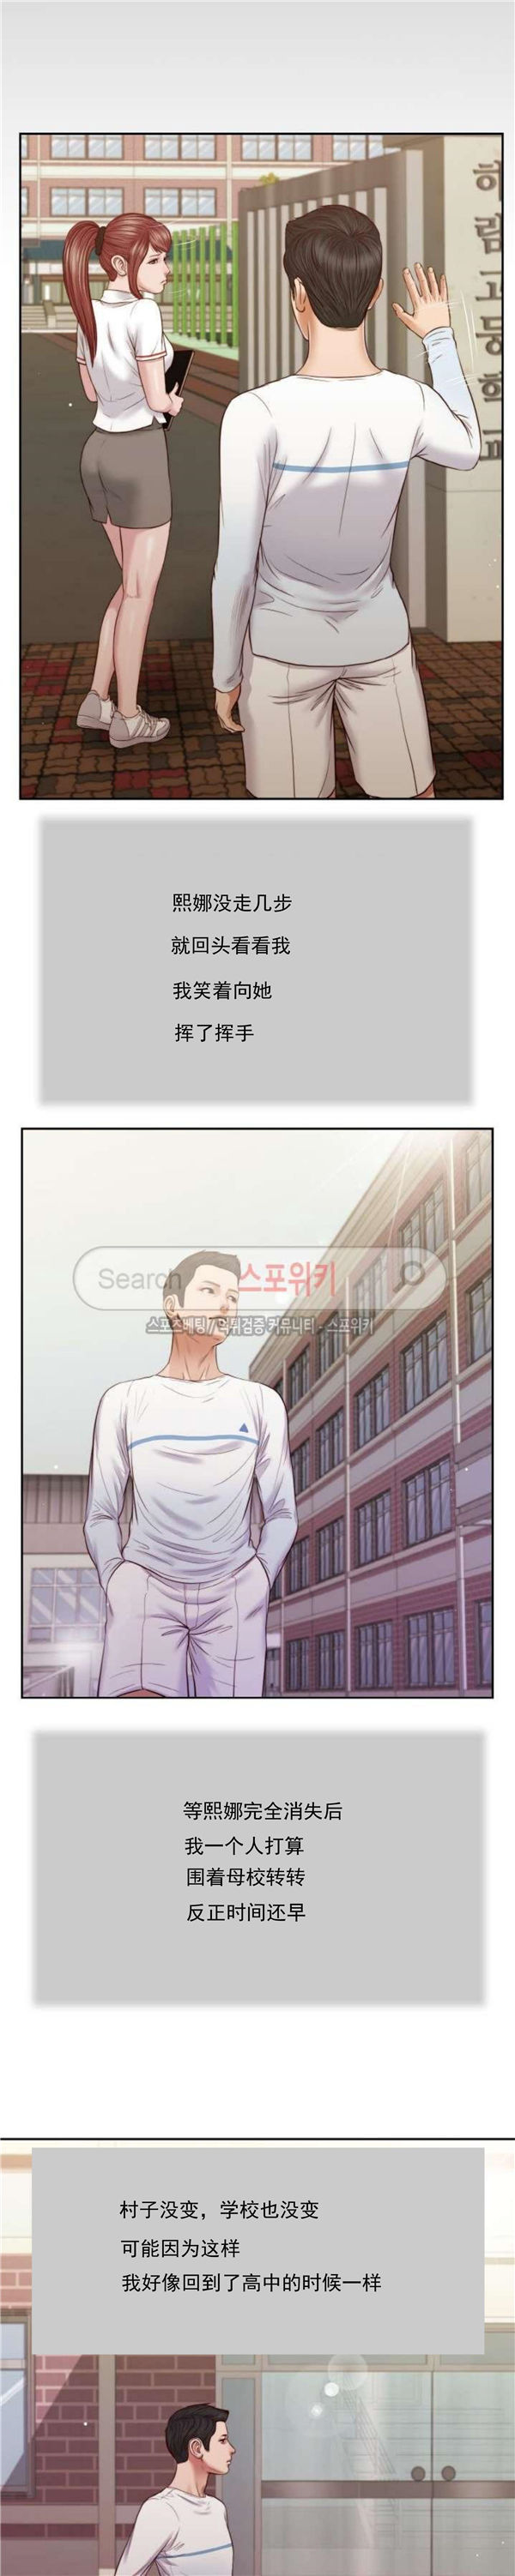 하림고등학교
熙娜没走几步
就回头看看我
我笑着向她
挥了挥手
Search 스포위키
스포츠베팅/먹튀검증 커뮤니티 - 스포위키
等熙娜完全消失后
我一个人打算
围着母校转转
反正时间还早
村子没变，学校也没变
可能因为这样
我好像回到了高中的时候一样